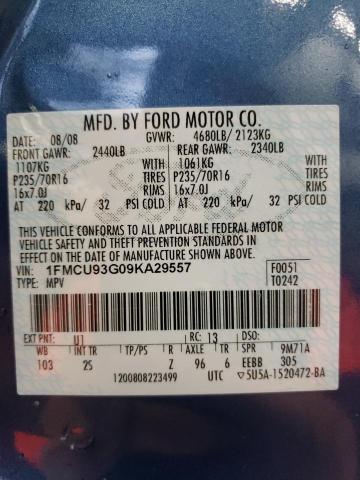 MFD. BY FORD MOTOR CO.
DATE: 08/08 GVWR: 4680LB/ 2123KG
FRONT GAWR: 2440LB REAR GAWR: 2340LB
1107KG WITH 1061KG WITH
P235/70R16 TIRES P235/70R16 TIRES
16x7.0J RIMS 16x7.0J RIMS
AT 220 kPa/ 32 PSI COLD AT 220 kPa/ 32 PSI COLD
THIS VEHICLE CONFORMS TO ALL APPLICABLE FEDERAL MOTOR
VEHICLE SAFETY AND THEFT PREVENTION STANDARDS IN
EFFECT ON THE DATE OF MANUFACTURE SHOWN ABOVE.
VIN: 1FMCU93G09KA29557 F0051
TYPE: MPV T0242
EXT PNT: U1 RC: 13 DSO:
WB INT TR TP/PS R AXLE TR SPR 9M71A
103 2S Z 96 6 EEBB 305
1200808223499 UTC ▽5U5A-1520472-BA